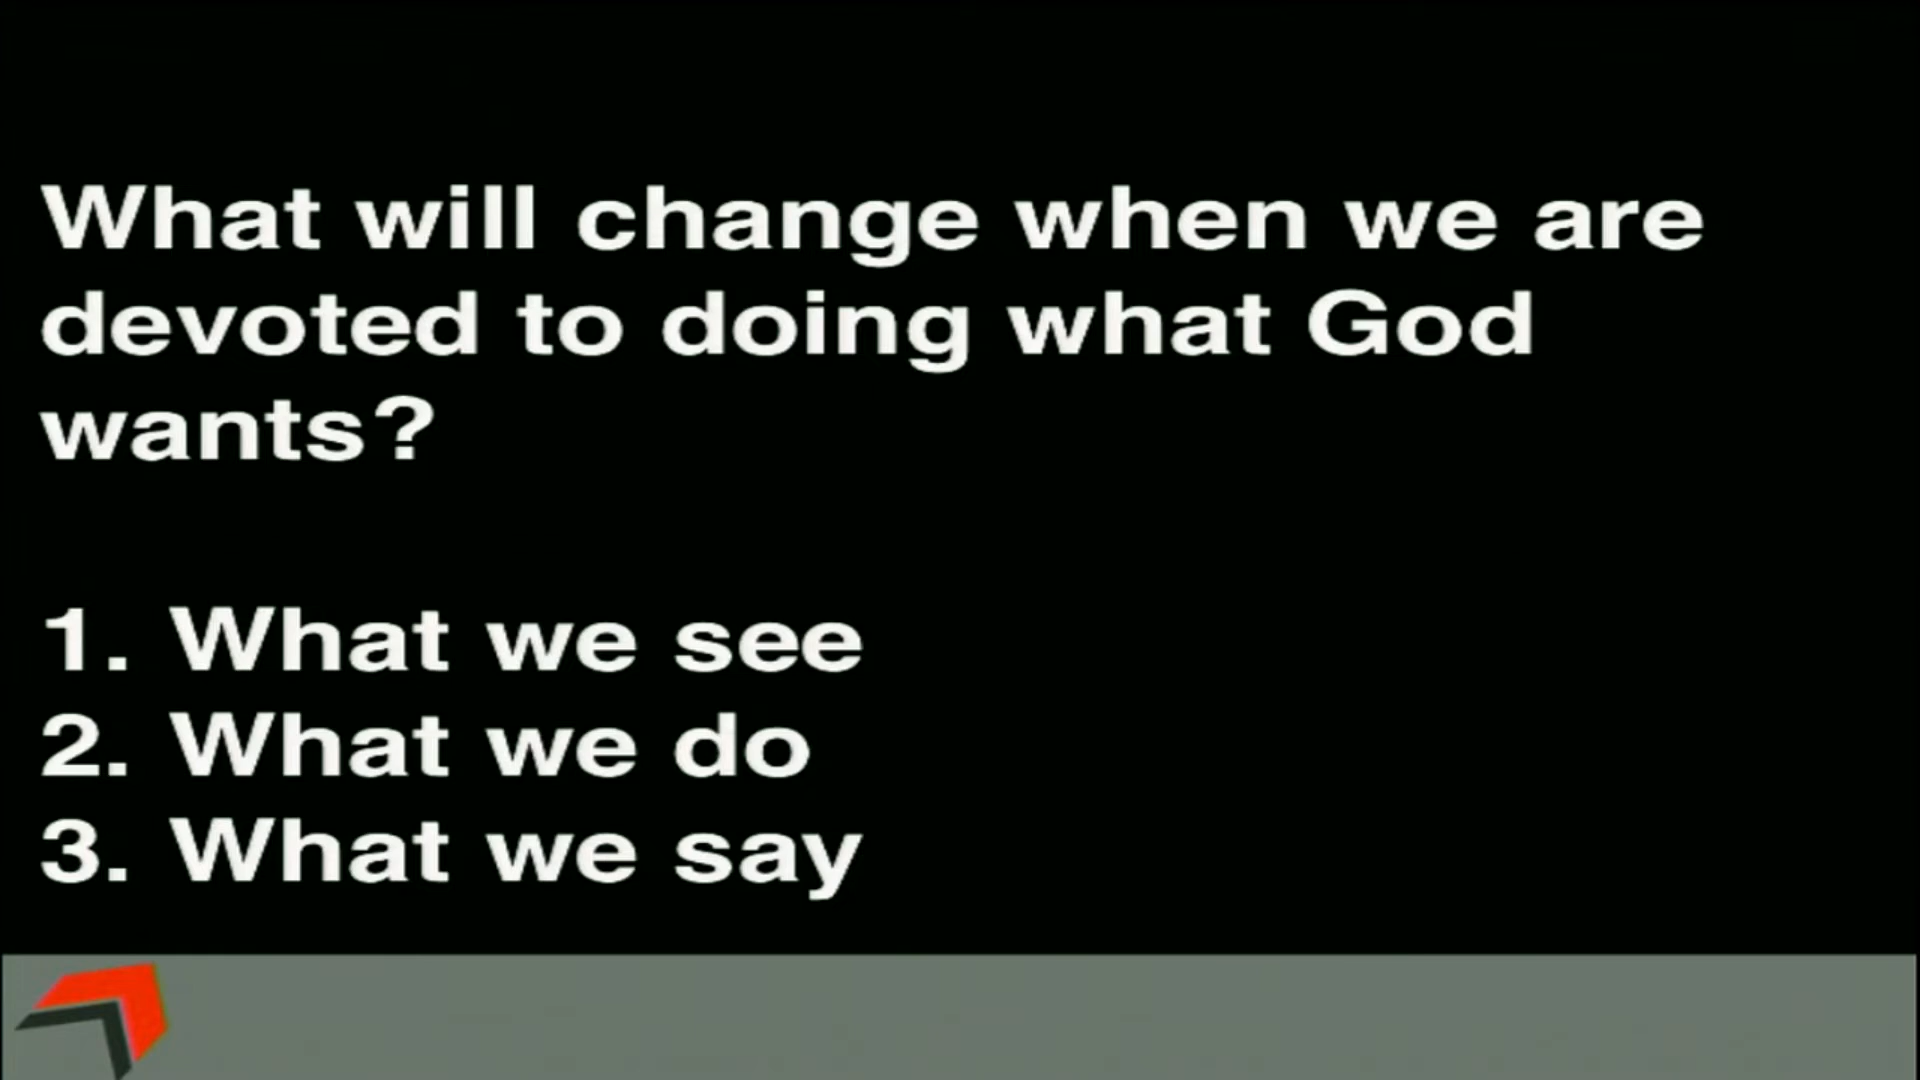 What will change when we are
devoted to doing what God
wants?
1. What we see
2. What we do
3. What we say